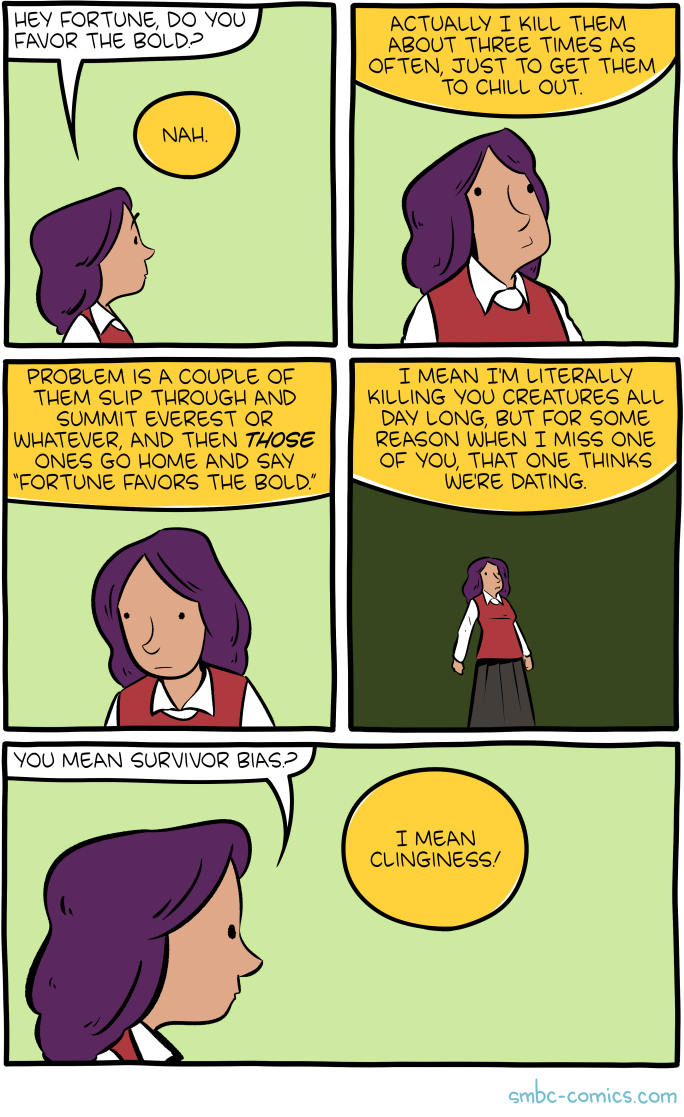 HEY FORTUNE, DO YOU
FAVOR THE BOLD?
NAH.
ACTUALLY I KILL THEM
ABOUT THREE TIMES AS
OFTEN, JUST TO GET THEM
TO CHILL OUT.
PROBLEM IS A COUPLE OF
THEM SLIP THROUGH AND
SUMMIT EVEREST OR
WHATEVER, AND THEN THOSE
ONES GO HOME AND SAY
"FORTUNE FAVORS THE BOLD."
I MEAN I'M LITERALLY
KILLING YOU CREATURES ALL
DAY LONG, BUT FOR SOME
REASON WHEN I MISS ONE
OF YOU, THAT ONE THINKS
WE'RE DATING.
YOU MEAN SURVIVOR BIAS?
I MEAN
CLINGINESS!
smbc-comics.com